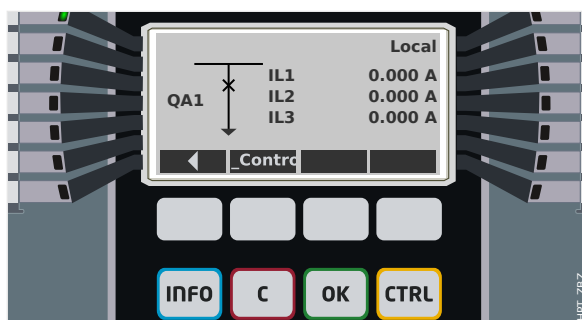 Local
IL1 0.000 A
IL2 0.000 A
QA1
IL3 0.000 A
_Contro
INFO C OK CTRL